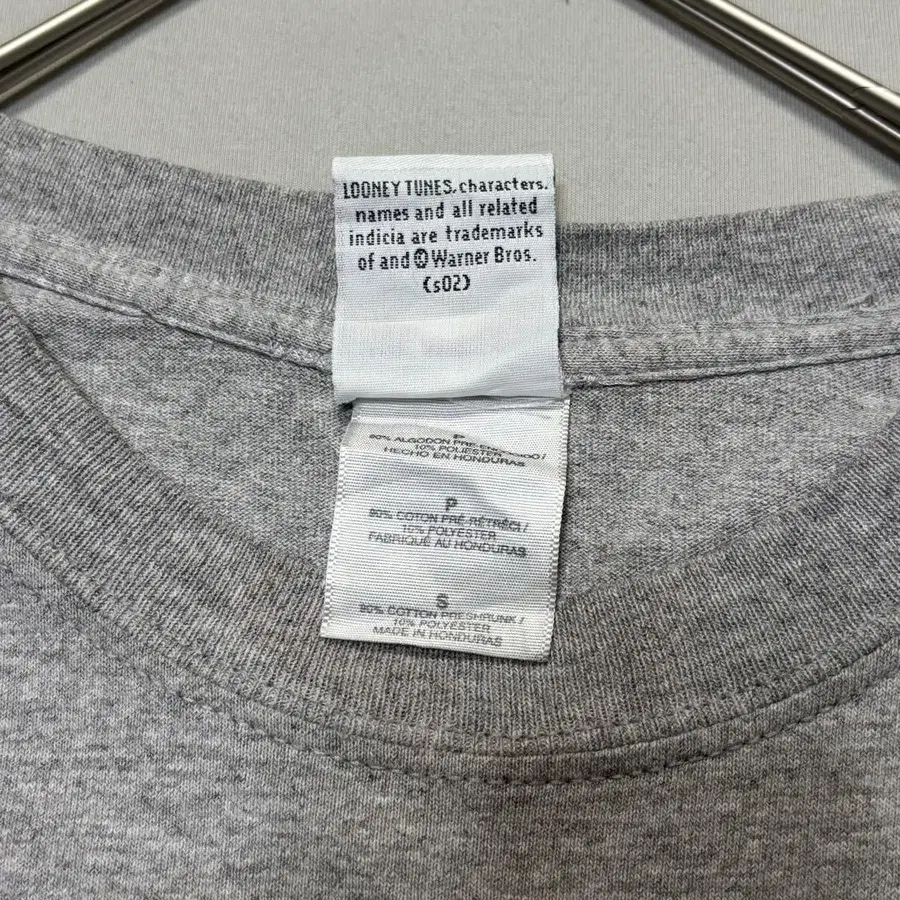 LOONEY TUNES, characters,
names and all related
indicia are trademarks
of and © Warner Bros.
(s02)
P
90% ALGODON
10% POLIESTER
HECHO EN HONDURAS
P
90% COTON PRÉ-RÉTRÉCI /
10% POLYESTER
FABRIQUÉ AU HONDURAS
S
90% COTTON PRESHRUNK /
10% POLYESTER
MADE IN HONDURAS